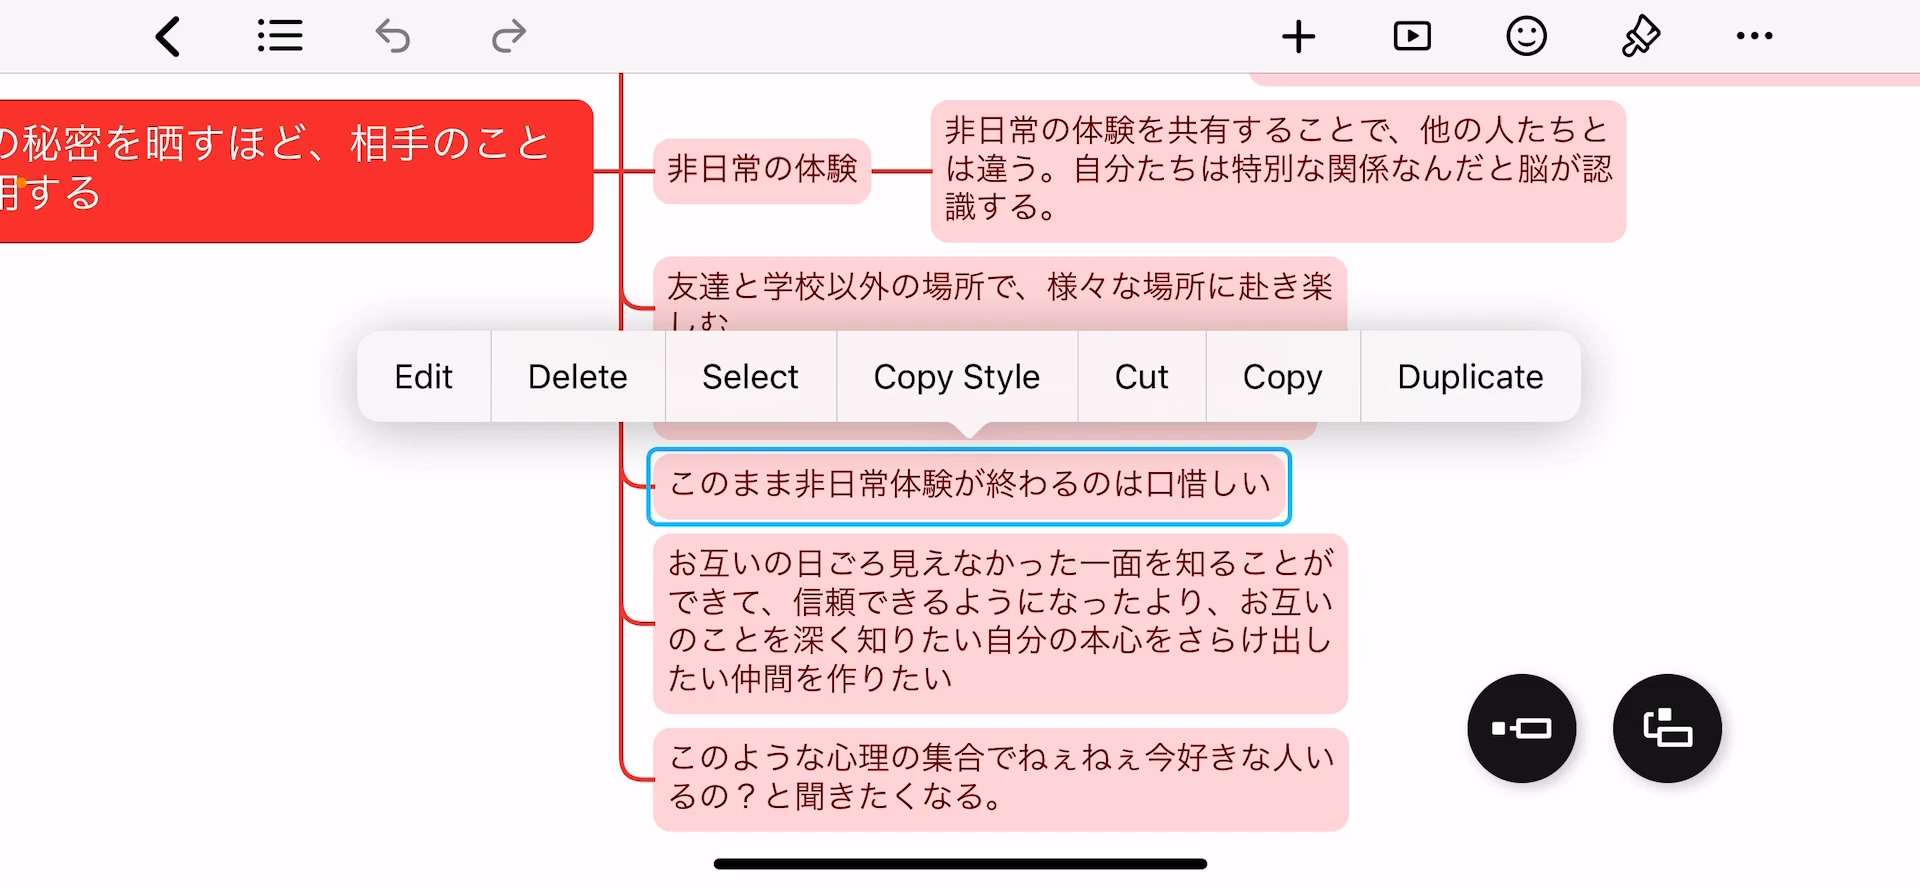 の秘密を晒すほど、相手のこと
用する
非日常の体験
非日常の体験を共有することで、他の人たちと
は違う。自分たちは特別な関係なんだと脳が認
識する。
友達と学校以外の場所で、様々な場所に赴き楽
しむ
Edit
Delete
Select
Copy Style
Cut
Copy
Duplicate
このまま非日常体験が終わるのは口惜しい
お互いの日ごろ見えなかった一面を知ることが
できて、信頼できるようになったより、お互い
のことを深く知りたい自分の本心をさらけ出し
たい仲間を作りたい
このような心理の集合でねぇねぇ今好きな人い
るの？と聞きたくなる。